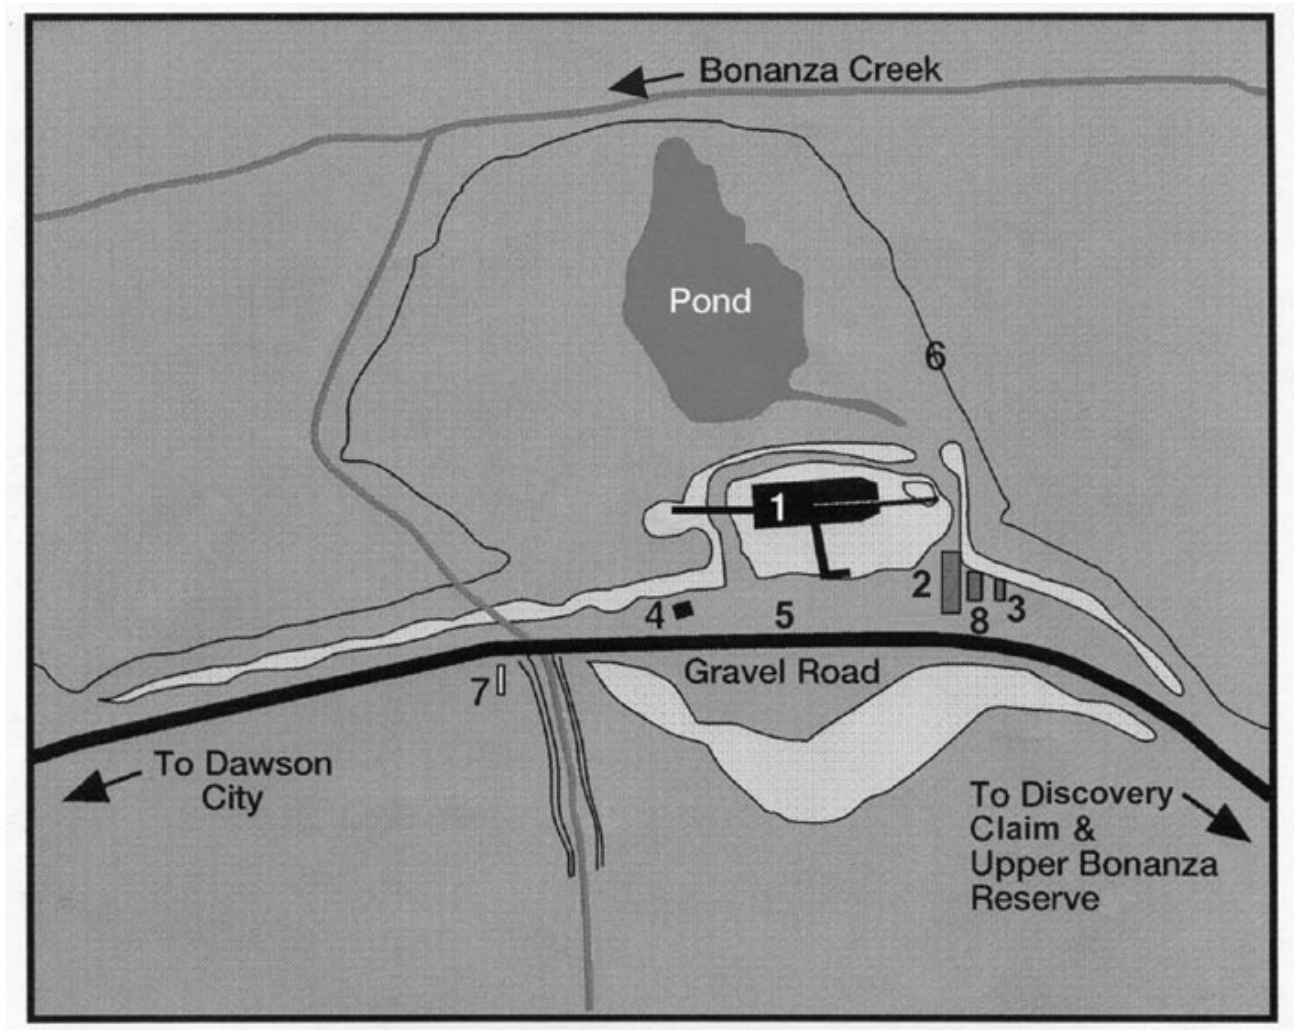 Bonanza Creek
Pond
6
1
2
8
3
4
5
Gravel Road
7
To Dawson
City
To Discovery
Claim &
Upper Bonanza
Reserve